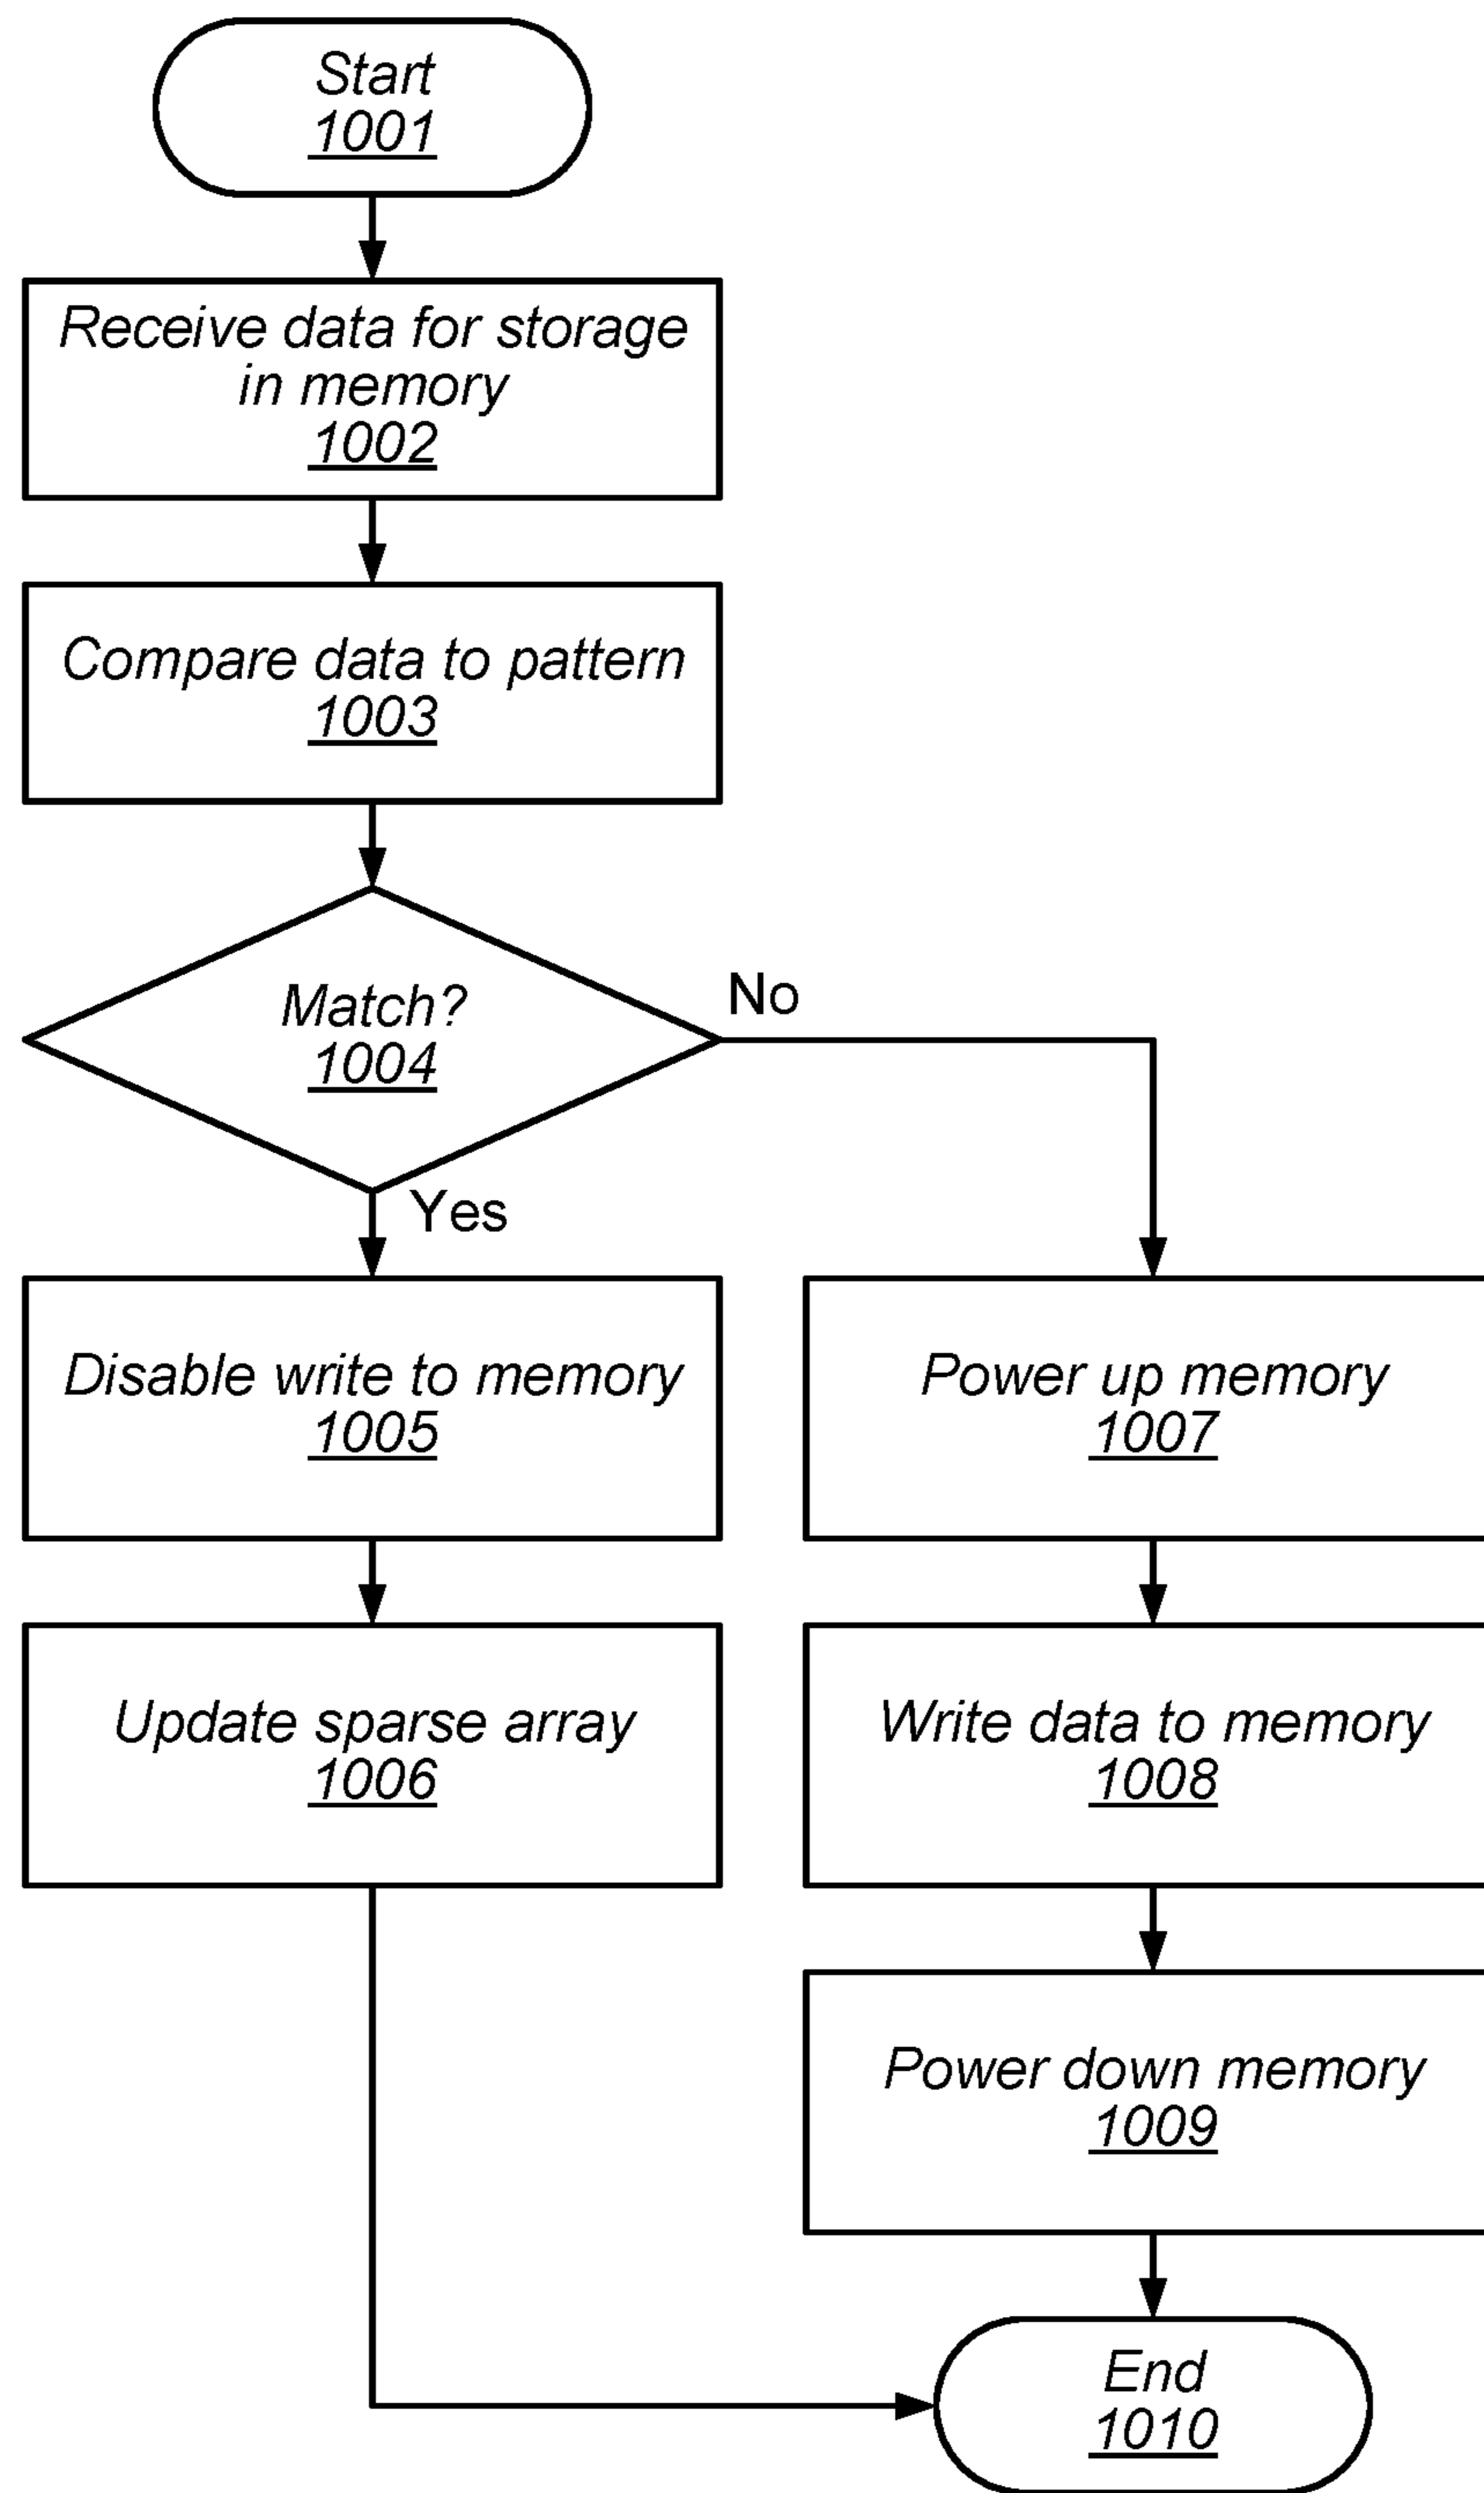 Start
1001
Receive data for storage
in memory
1002
Compare data to pattern
1003
Match?
1004
No
Yes
Disable write to memory
1005
Power up memory
1007
Update sparse array
1006
Write data to memory
1008
Power down memory
1009
End
1010